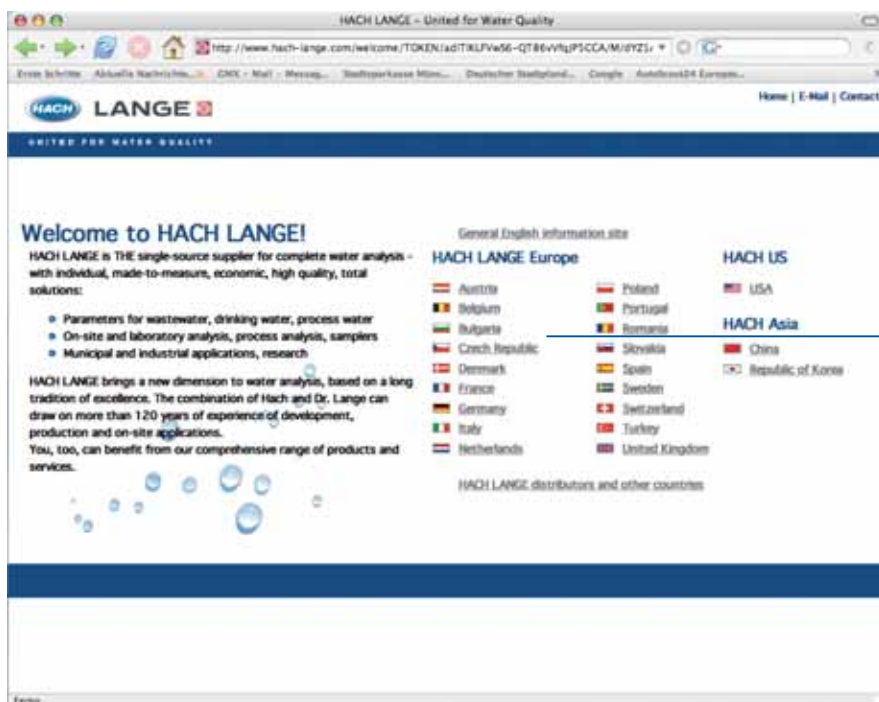 HACH LANGE – United for Water Quality
Home | E-Mail | Contact
HACH LANGE
UNITED FOR WATER QUALITY
Welcome to HACH LANGE!
HACH LANGE is THE single-source supplier for complete water analysis –
with individual, made-to-measure, economic, high quality, total
solutions:
Parameters for wastewater, drinking water, process water
On-site and laboratory analysis, process analysis, samplers
Municipal and industrial applications, research
HACH LANGE brings a new dimension to water analysis, based on a long
tradition of excellence. The combination of Hach and Dr. Lange can
draw on more than 120 years of experience of development,
production and on-site applications.
You, too, can benefit from our comprehensive range of products and
services.
General English information site
HACH LANGE Europe
Austria
Belgium
Bulgaria
Czech Republic
Denmark
France
Germany
Italy
Netherlands
Poland
Portugal
Romania
Slovakia
Spain
Sweden
Switzerland
Turkey
United Kingdom
HACH LANGE distributors and other countries
HACH US
USA
HACH Asia
China
Republic of Korea